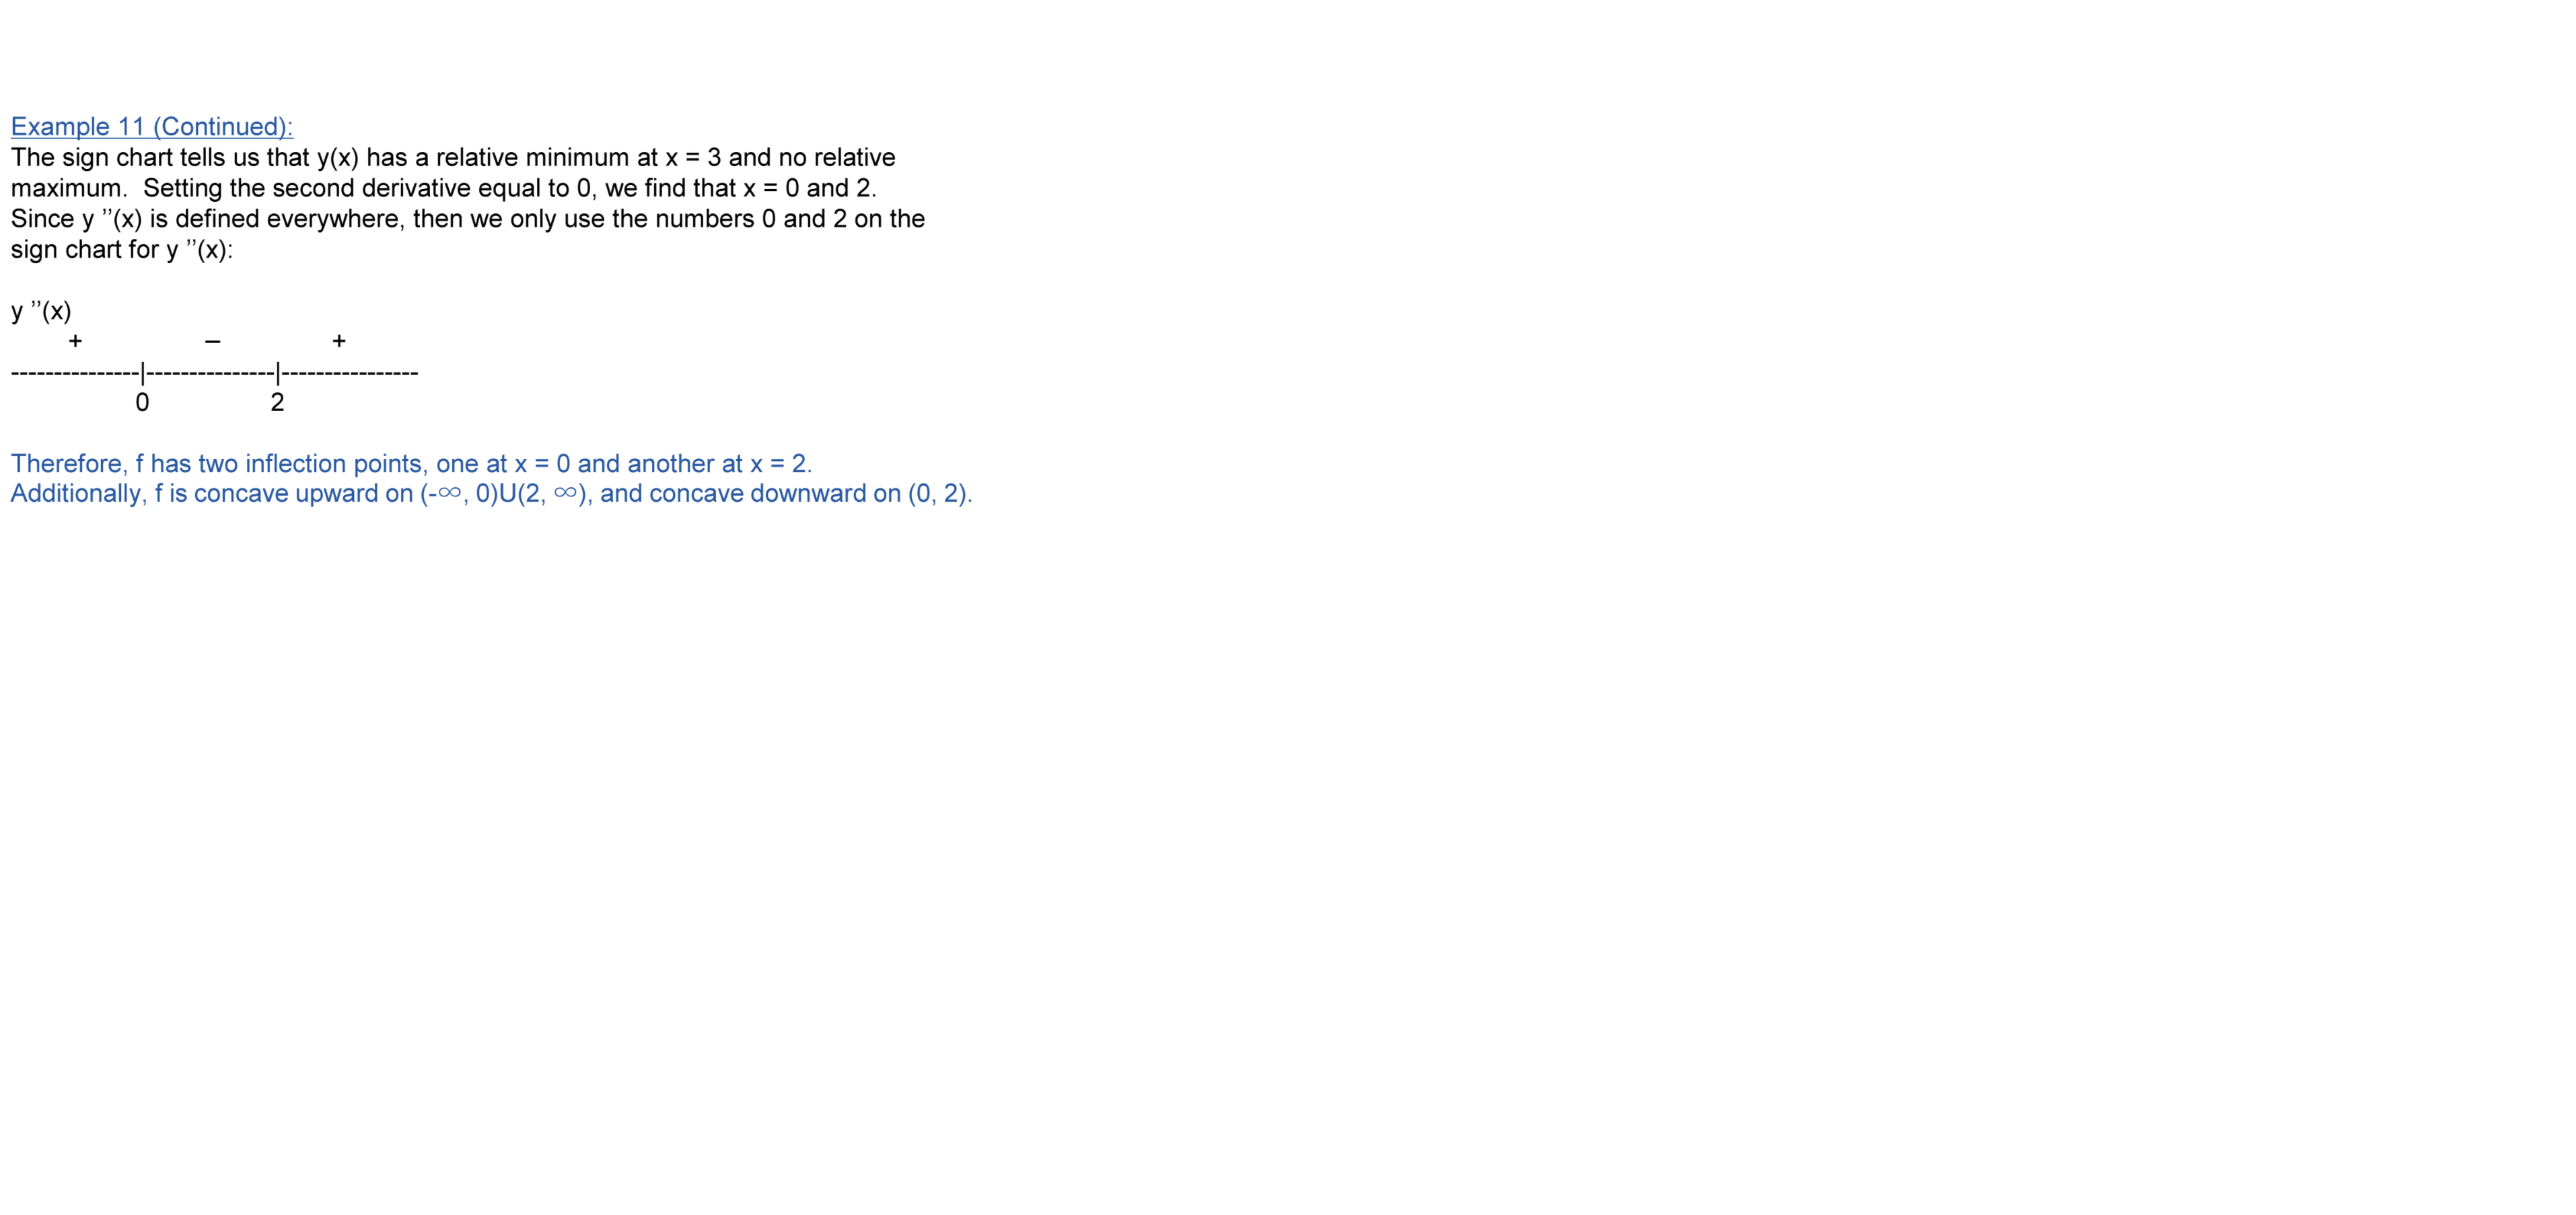 Example 11 (Continued):
The sign chart tells us that y(x) has a relative minimum at x = 3 and no relative
maximum.  Setting the second derivative equal to 0, we find that x = 0 and 2.
Since y ’’(x) is defined everywhere, then we only use the numbers 0 and 2 on the
sign chart for y ’’(x):
y ’’(x)
+ – +
---------------|---------------|----------------
0 2
Therefore, f has two inflection points, one at x = 0 and another at x = 2.
Additionally, f is concave upward on (-∞, 0)U(2, ∞), and concave downward on (0, 2).